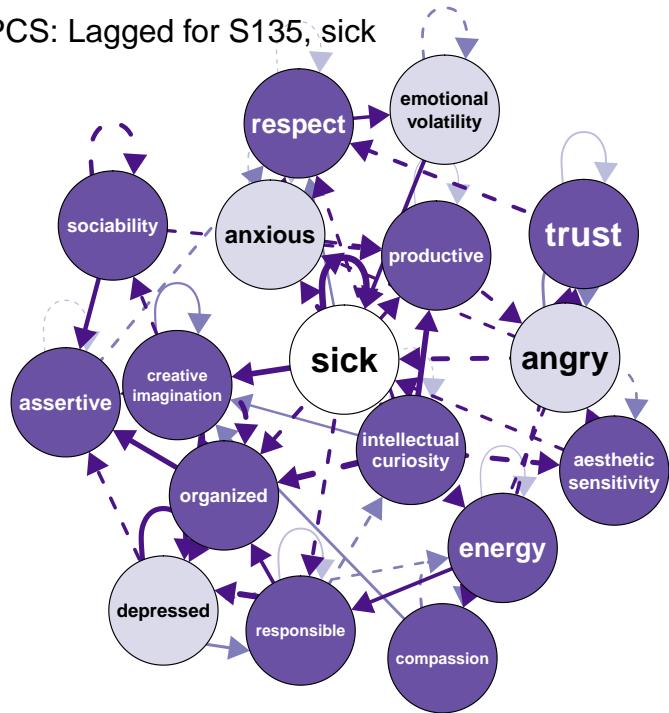 PCS: Lagged for S135, sick
emotional
volatility
respect
sociability
anxious
trust
productive
sick
angry
creative
imagination
assertive
intellectual
curiosity
aesthetic
sensitivity
organized
energy
depressed
responsible
compassion